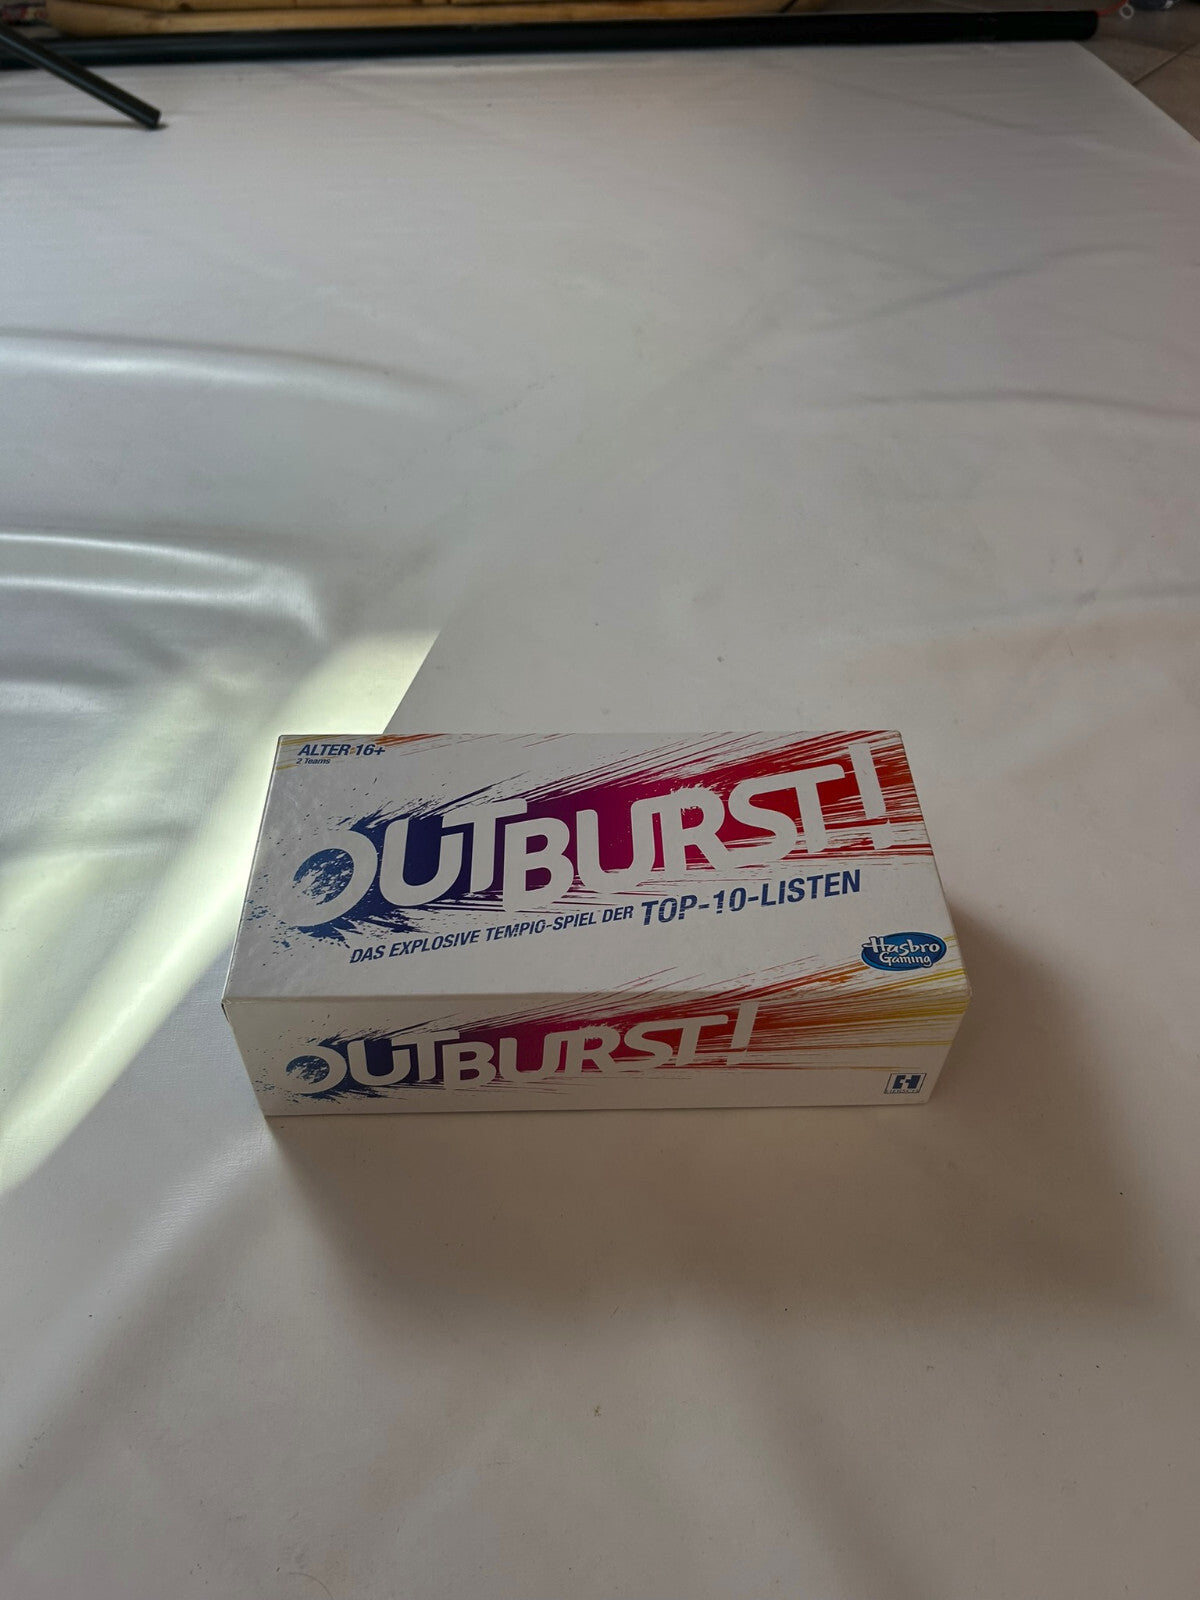 ALTER 16+
2 Teams
OUTBURST!
DAS EXPLOSIVE TEMPIO-SPIEL DER TOP-10-LISTEN
Hasbro
Gaming
OUTBURST!